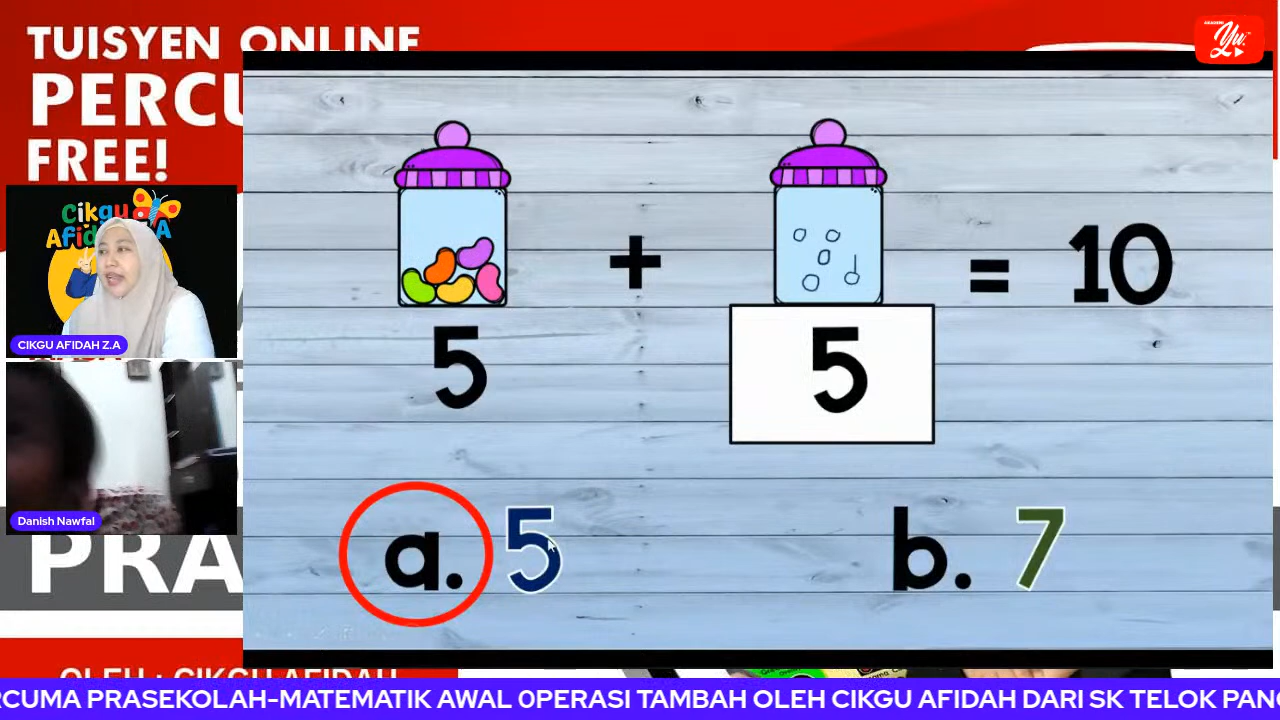 TUISYEN ONLINE
PERCU
FREE!
Cikgu
CIKGU AFIDAH Z.A
Danish Nawfal
+
= 10
5
5
a. 5
b. 7
PRA
OLEH : CIKGU AFIDAH
RCUMA PRASEKOLAH-MATEMATIK AWAL 0PERASI TAMBAH OLEH CIKGU AFIDAH DARI SK TELOK PANG